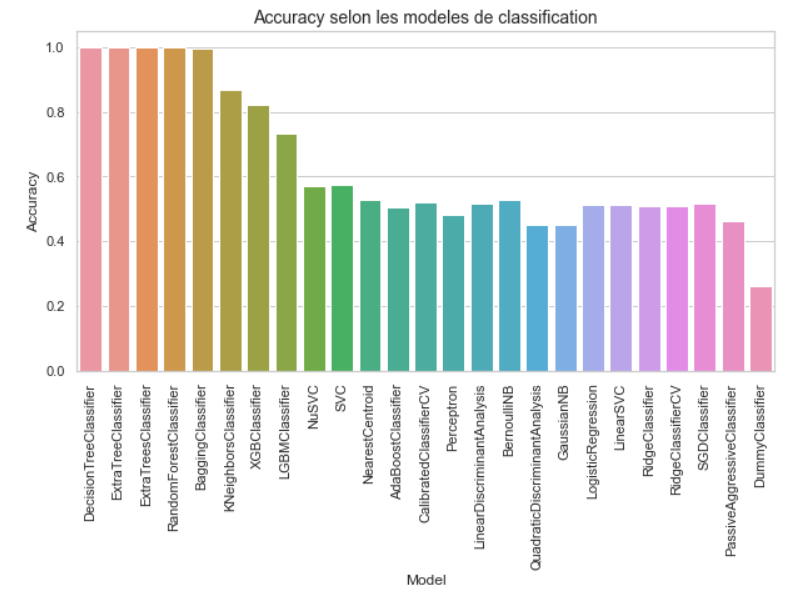 Accuracy selon les modeles de classification
Accuracy
1.0
0.8
0.6
0.4
0.2
0.0
DecisionTreeClassifier
ExtraTreeClassifier
ExtraTreesClassifier
RandomForestClassifier
BaggingClassifier
KNeighborsClassifier
XGBClassifier
LGBMClassifier
NuSVC
SVC
NearestCentroid
AdaBoostClassifier
CalibratedClassifierCV
Perceptron
LinearDiscriminantAnalysis
BernoulliNB
QuadraticDiscriminantAnalysis
GaussianNB
LogisticRegression
LinearSVC
RidgeClassifier
RidgeClassifierCV
SGDClassifier
PassiveAggressiveClassifier
DummyClassifier
Model